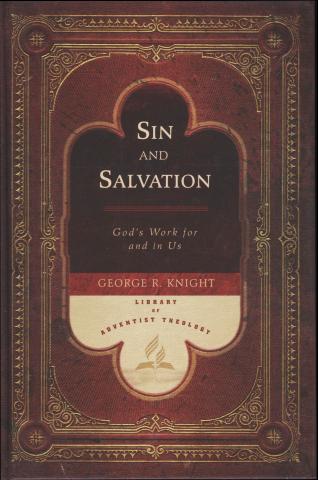 SIN
AND
SALVATION
God's Work for
and in Us
GEORGE R. KNIGHT
LIBRARY
OF
ADVENTIST THEOLOGY